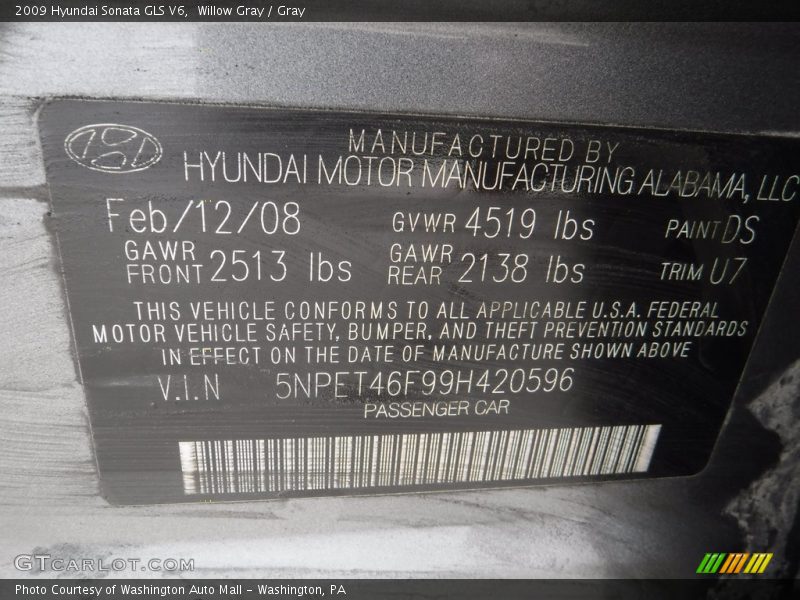 2009 Hyundai Sonata GLS V6,  Willow Gray / Gray
MANUFACTURED BY
HYUNDAI MOTOR MANUFACTURING ALABAMA, LLC
Feb/12/08 GVWR 4519 lbs PAINT DS
GAWR FRONT 2513 lbs GAWR REAR 2138 lbs TRIM U7
THIS VEHICLE CONFORMS TO ALL APPLICABLE U.S.A. FEDERAL
MOTOR VEHICLE SAFETY, BUMPER, AND THEFT PREVENTION STANDARDS
IN EFFECT ON THE DATE OF MANUFACTURE SHOWN ABOVE
V.I.N 5NPET46F99H420596
PASSENGER CAR
GTCARLOT.COM
Photo Courtesy of Washington Auto Mall - Washington, PA